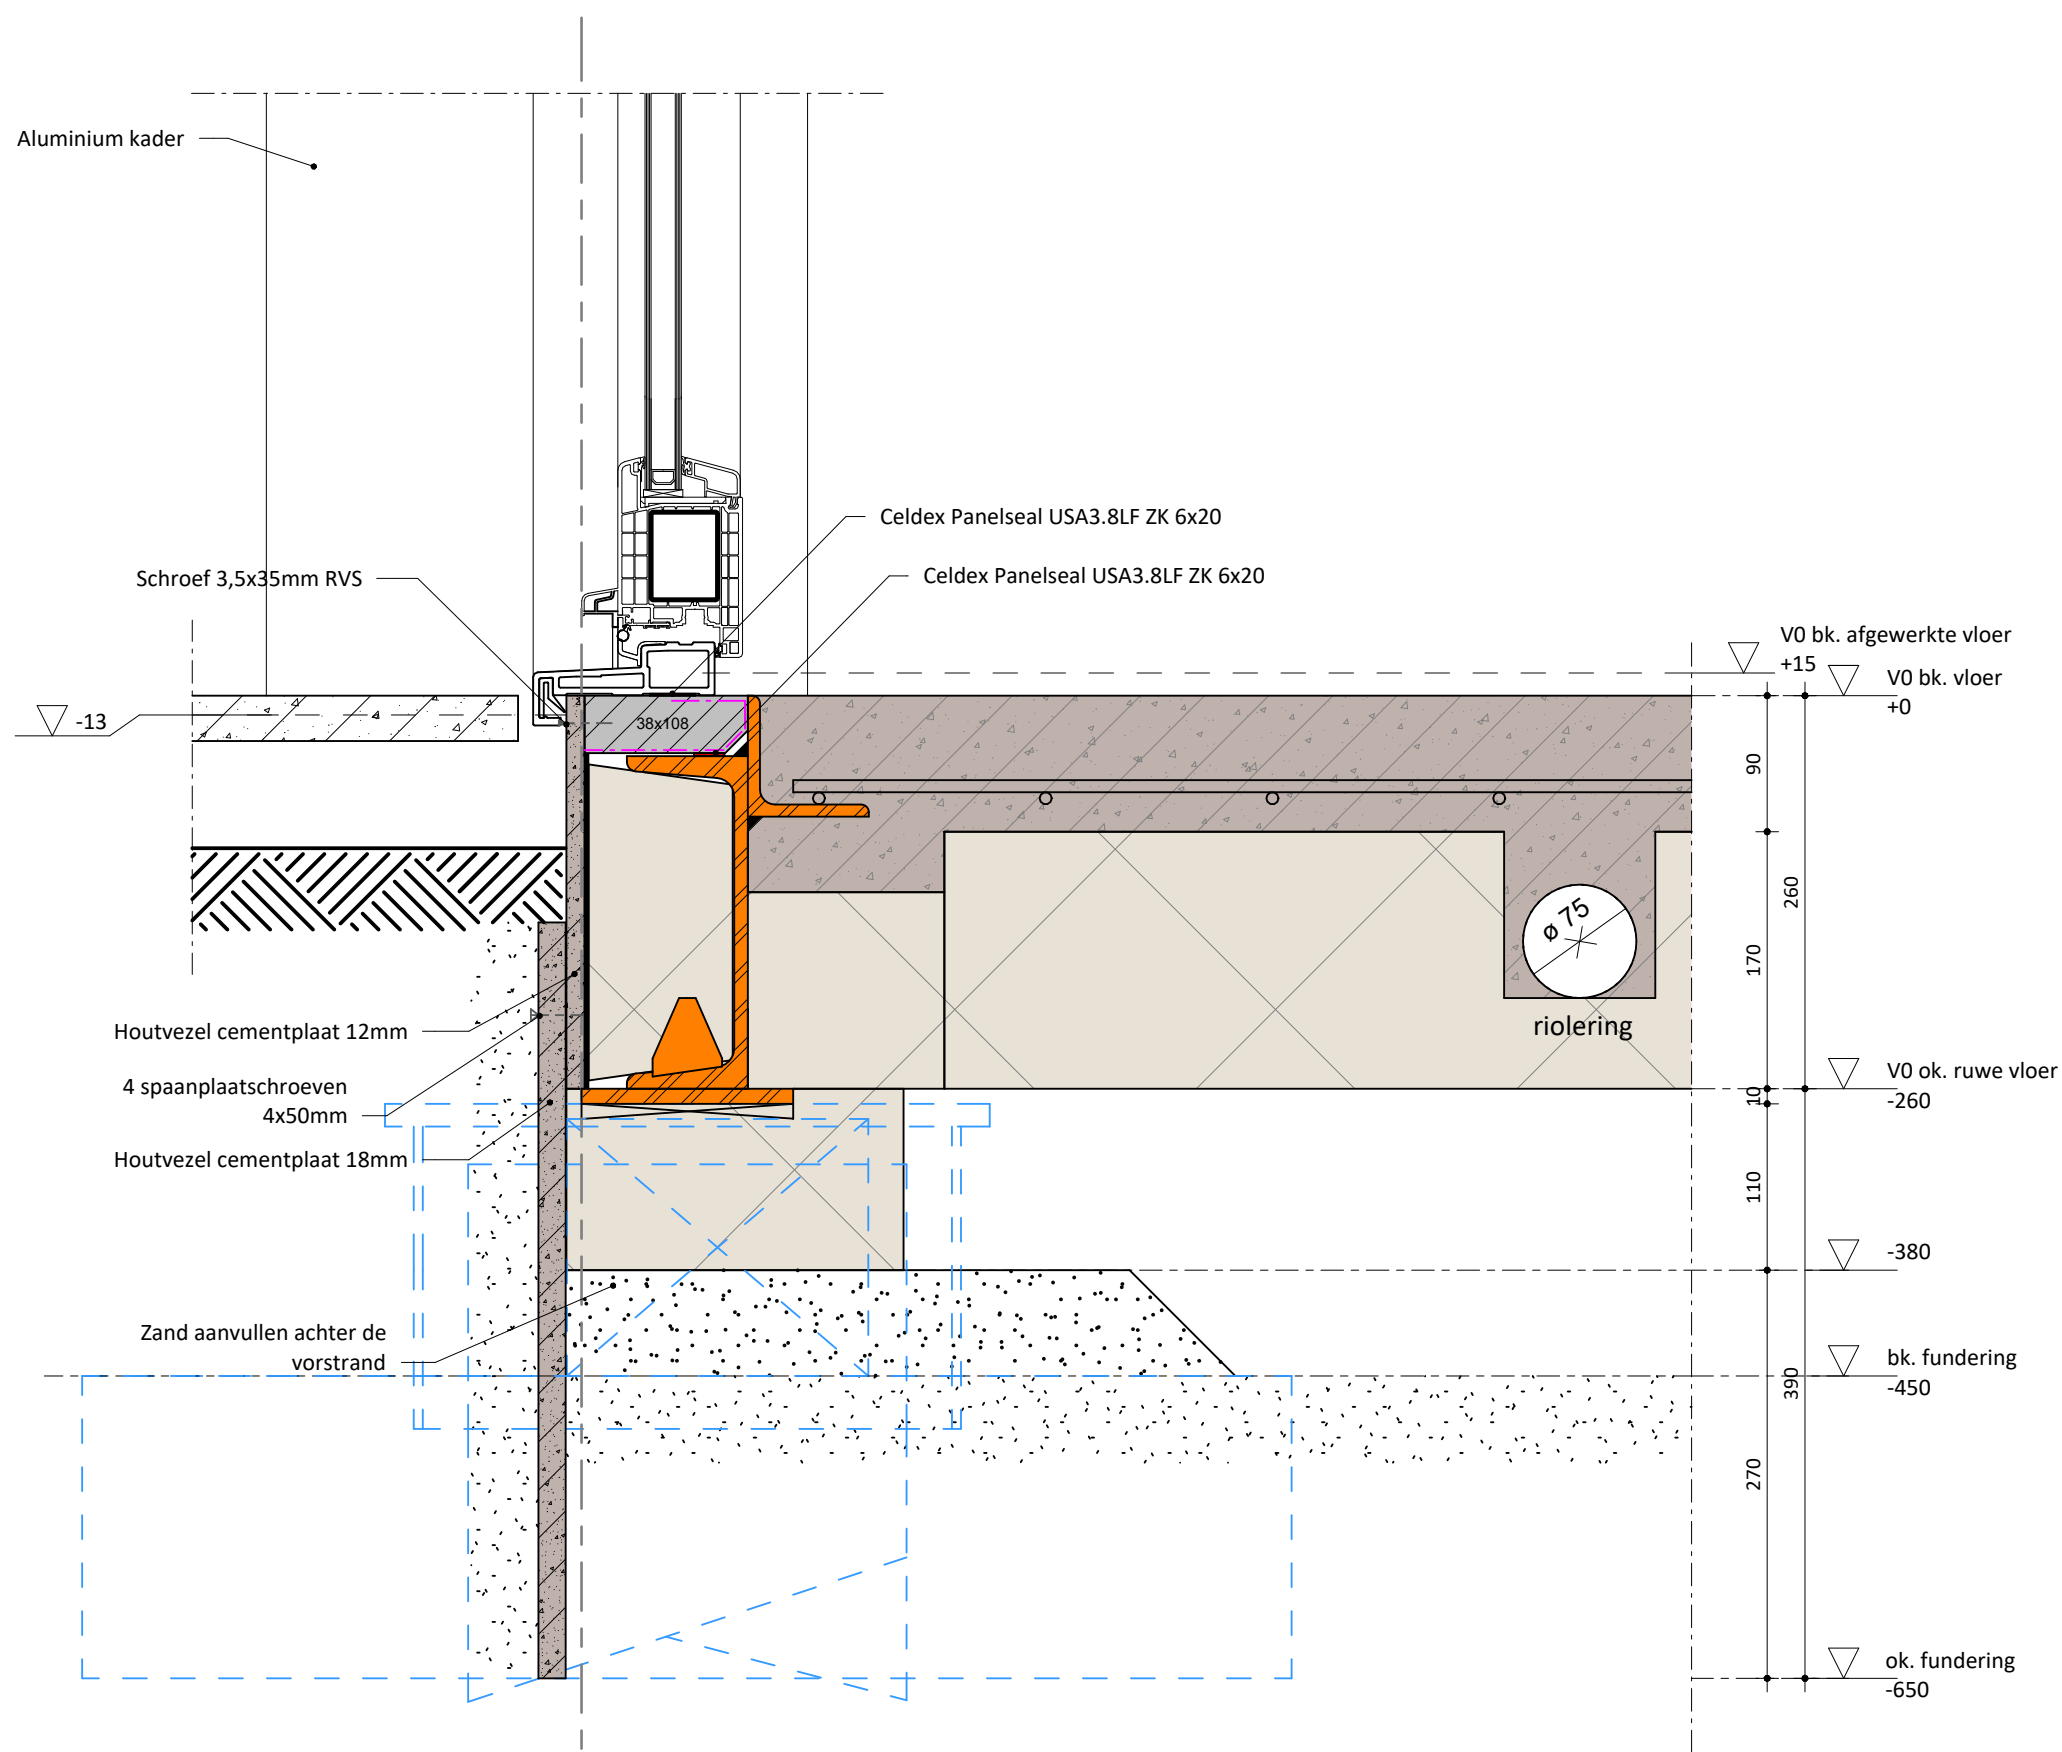 Aluminium kader
Celdex Panelseal USA3.8LF ZK 6x20
Schroef 3,5x35mm RVS
Celdex Panelseal USA3.8LF ZK 6x20
V0 bk. afgewerkte vloer
+15
V0 bk. vloer
+0
-13
38x108
90
260
ø 75
170
riolering
Houtvezel cementplaat 12mm
V0 ok. ruwe vloer
-260
10
4 spaanplaatschroeven
4x50mm
Houtvezel cementplaat 18mm
110
-380
Zand aanvullen achter de
vorstrand
bk. fundering
-450
390
270
ok. fundering
-650